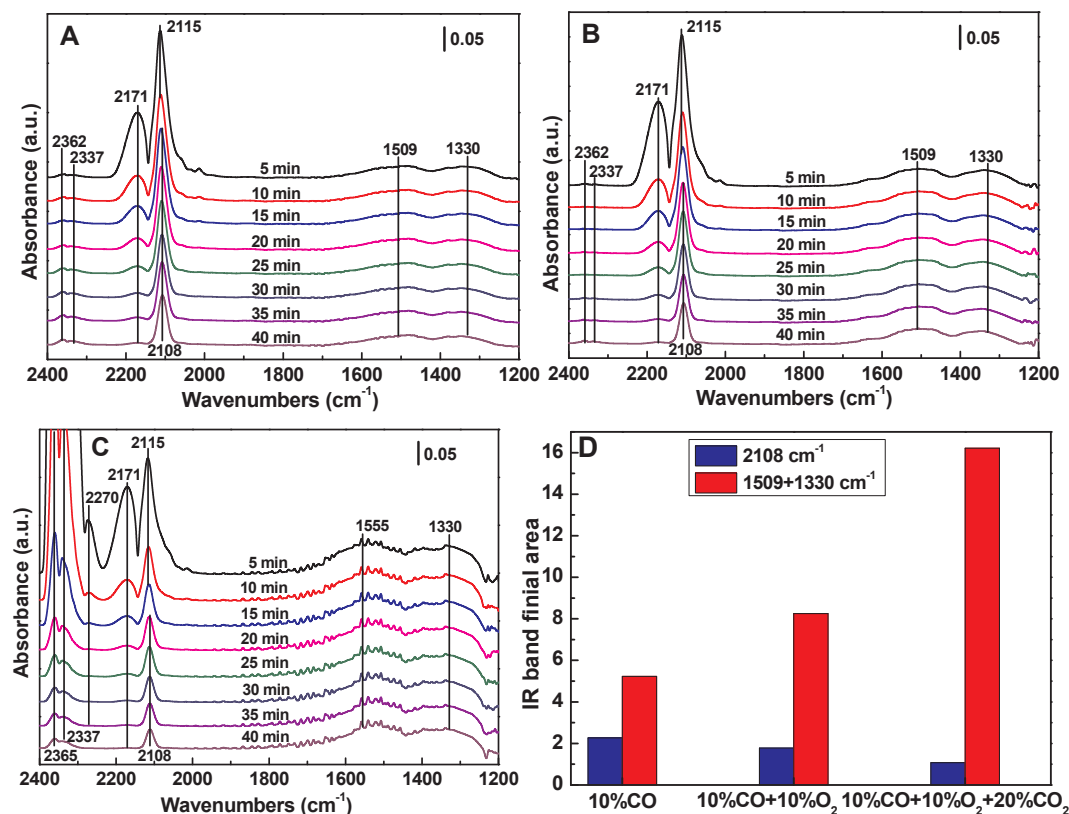 A
2115
0.05
2171
2362
2337
1509
1330
5 min
10 min
15 min
20 min
25 min
30 min
35 min
40 min
2108
Absorbance (a.u.)
2400 2200 2000 1800 1600 1400 1200
Wavenumbers (cm⁻¹)
B
2115
0.05
2171
2362
2337
1509
1330
5 min
10 min
15 min
20 min
25 min
30 min
35 min
40 min
2108
Absorbance (a.u.)
2400 2200 2000 1800 1600 1400 1200
Wavenumbers (cm⁻¹)
C
2115
0.05
2171
2270
1555
1330
5 min
10 min
15 min
20 min
25 min
30 min
35 min
40 min
2337
2365
2108
Absorbance (a.u.)
2400 2200 2000 1800 1600 1400 1200
Wavenumbers (cm⁻¹)
D
2108 cm⁻¹
1509+1330 cm⁻¹
IR band finial area
16
14
12
10
8
6
4
2
0
10%CO 10%CO+10%O₂ 10%CO+10%O₂+20%CO₂